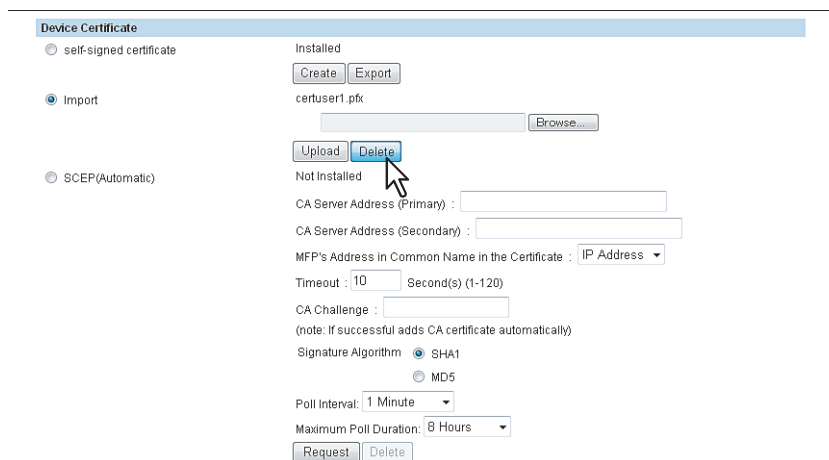 Device Certificate
self-signed certificate Installed
Create Export
Import certuser1.pfx
Browse...
Upload Delete
SCEP(Automatic) Not Installed
CA Server Address (Primary) :
CA Server Address (Secondary) :
MFP's Address in Common Name in the Certificate : IP Address
Timeout : 10 Second(s) (1-120)
CA Challenge :
(note: If successful adds CA certificate automatically)
Signature Algorithm SHA1
MD5
Poll Interval: 1 Minute
Maximum Poll Duration: 8 Hours
Request Delete